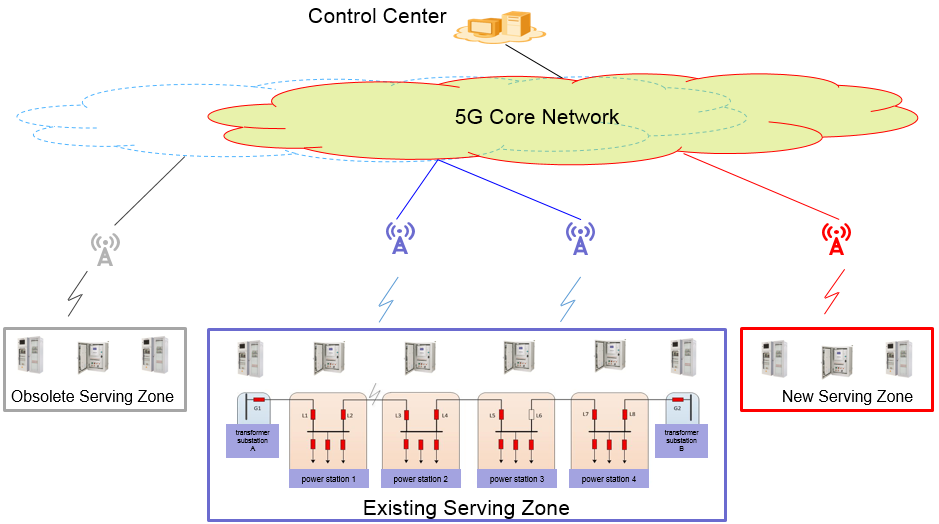 Control Center
5G Core Network
Obsolete Serving Zone
New Serving Zone
G1
L1
L2
L3
L4
L5
L6
L7
L8
G2
transformer
substation
A
transformer
substation
B
power station 1
power station 2
power station 3
power station 4
Existing Serving Zone